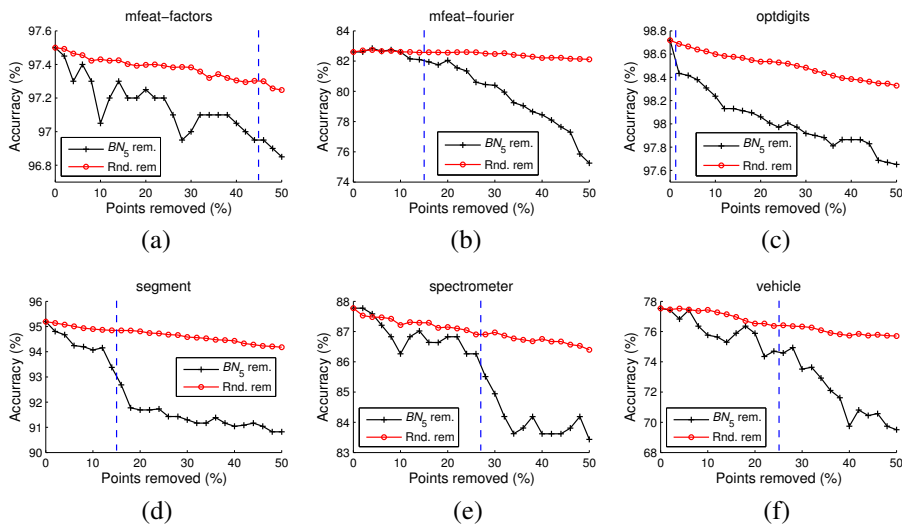 mfeat−factors
97.6
97.4
97.2
97
96.8
Accurracy (%)
BN5 rem.
Rnd. rem
0 10 20 30 40 50
Points removed (%)
(a)
mfeat−fourier
84
82
80
78
76
74
Accurracy (%)
BN5 rem.
Rnd. rem
0 10 20 30 40 50
Points removed (%)
(b)
optdigits
98.8
98.6
98.4
98.2
98
97.8
97.6
Accurracy (%)
BN5 rem.
Rnd. rem
0 10 20 30 40 50
Points removed (%)
(c)
segment
96
95
94
93
92
91
90
Accurracy (%)
BN5 rem.
Rnd. rem
0 10 20 30 40 50
Points removed (%)
(d)
spectrometer
88
87
86
85
84
83
Accurracy (%)
BN5 rem.
Rnd. rem
0 10 20 30 40 50
Points removed (%)
(e)
vehicle
78
76
74
72
70
68
Accurracy (%)
BN5 rem.
Rnd. rem
0 10 20 30 40 50
Points removed (%)
(f)